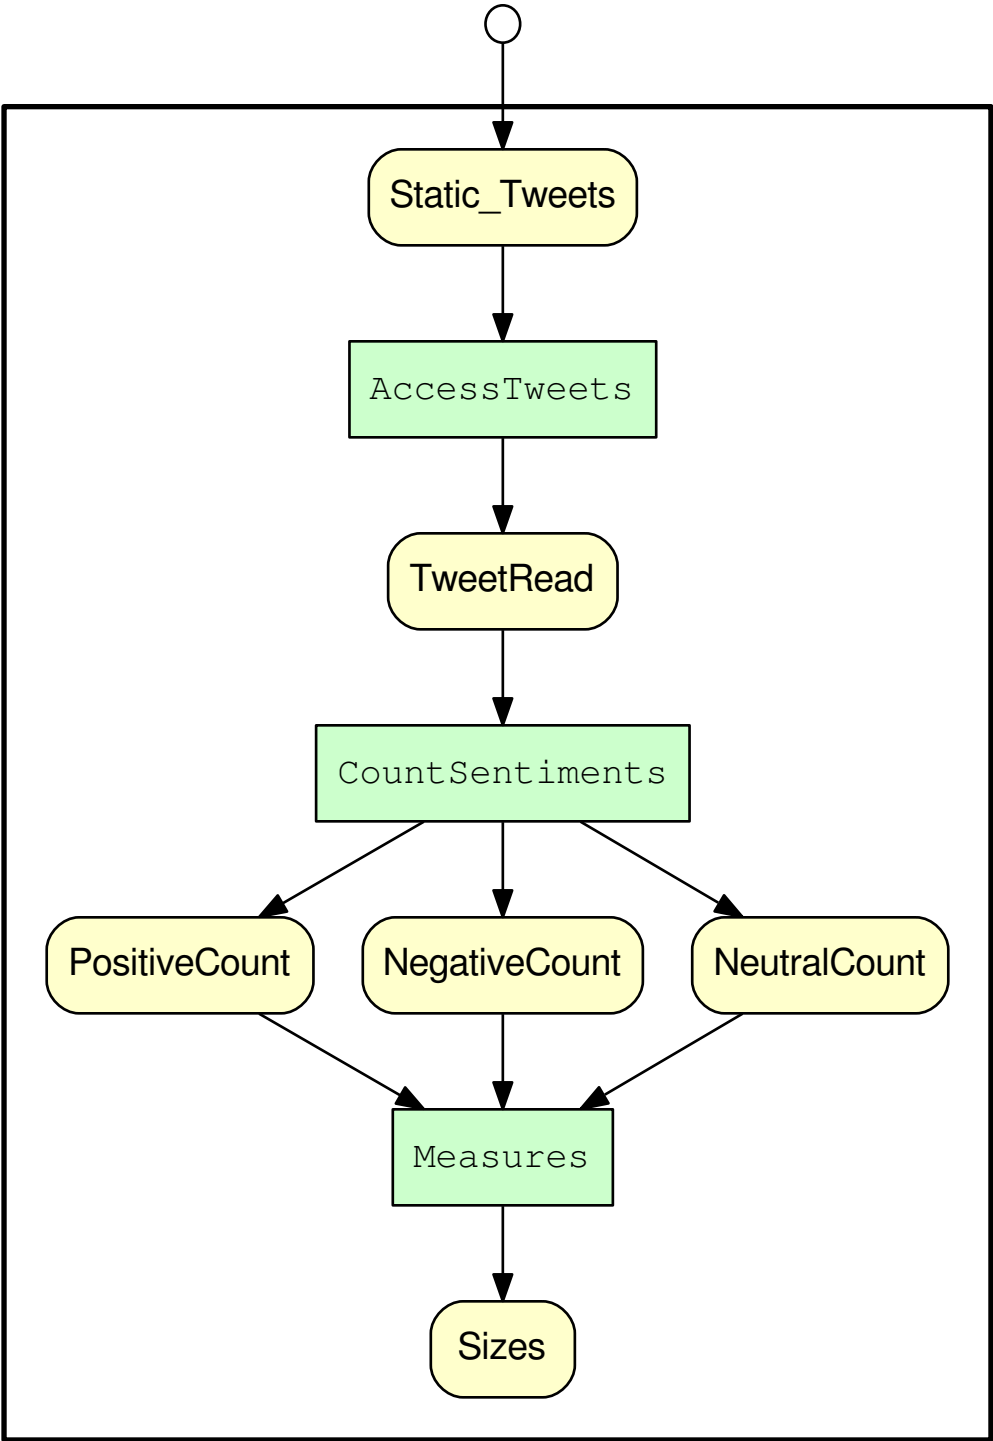 Static_Tweets
AccessTweets
TweetRead
CountSentiments
PositiveCount
NegativeCount
NeutralCount
Measures
Sizes